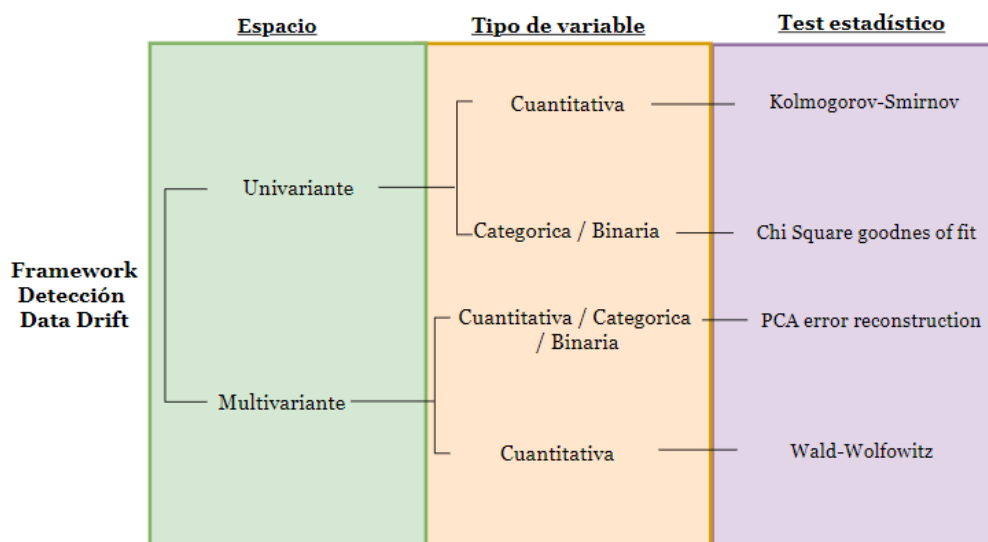 Espacio
Tipo de variable
Test estadístico
Cuantitativa
Kolmogorov-Smirnov
Univariante
Categorica / Binaria
Chi Square goodnes of fit
Framework
Detección
Data Drift
Cuantitativa / Categorica
/ Binaria
PCA error reconstruction
Multivariante
Cuantitativa
Wald-Wolfowitz